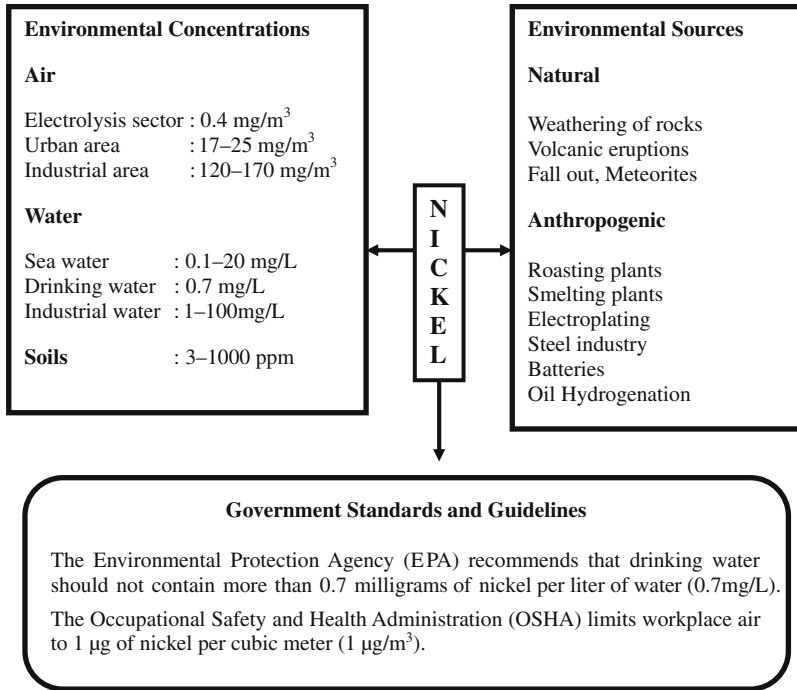 Environmental Concentrations
Air
Electrolysis sector : 0.4 mg/m³
Urban area : 17–25 mg/m³
Industrial area : 120–170 mg/m³
Water
Sea water : 0.1–20 mg/L
Drinking water : 0.7 mg/L
Industrial water : 1–100mg/L
Soils : 3–1000 ppm
NICKEL
Environmental Sources
Natural
Weathering of rocks
Volcanic eruptions
Fall out, Meteorites
Anthropogenic
Roasting plants
Smelting plants
Electroplating
Steel industry
Batteries
Oil Hydrogenation
Government Standards and Guidelines
The Environmental Protection Agency (EPA) recommends that drinking water
should not contain more than 0.7 milligrams of nickel per liter of water (0.7mg/L).
The Occupational Safety and Health Administration (OSHA) limits workplace air
to 1 µg of nickel per cubic meter (1 µg/m³).